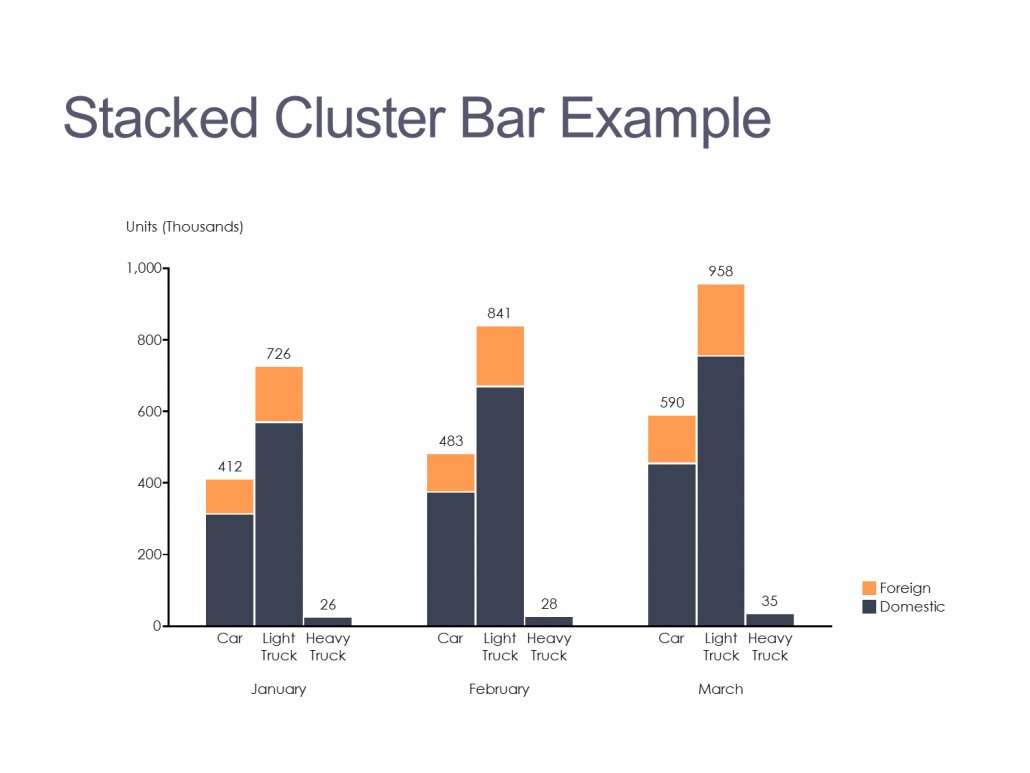 Stacked Cluster Bar Example
Units (Thousands)
1,000
800
600
400
200
0
412
726
26
483
841
28
590
958
35
Foreign
Domestic
Car
Light
Truck
Heavy
Truck
Car
Light
Truck
Heavy
Truck
Car
Light
Truck
Heavy
Truck
January
February
March